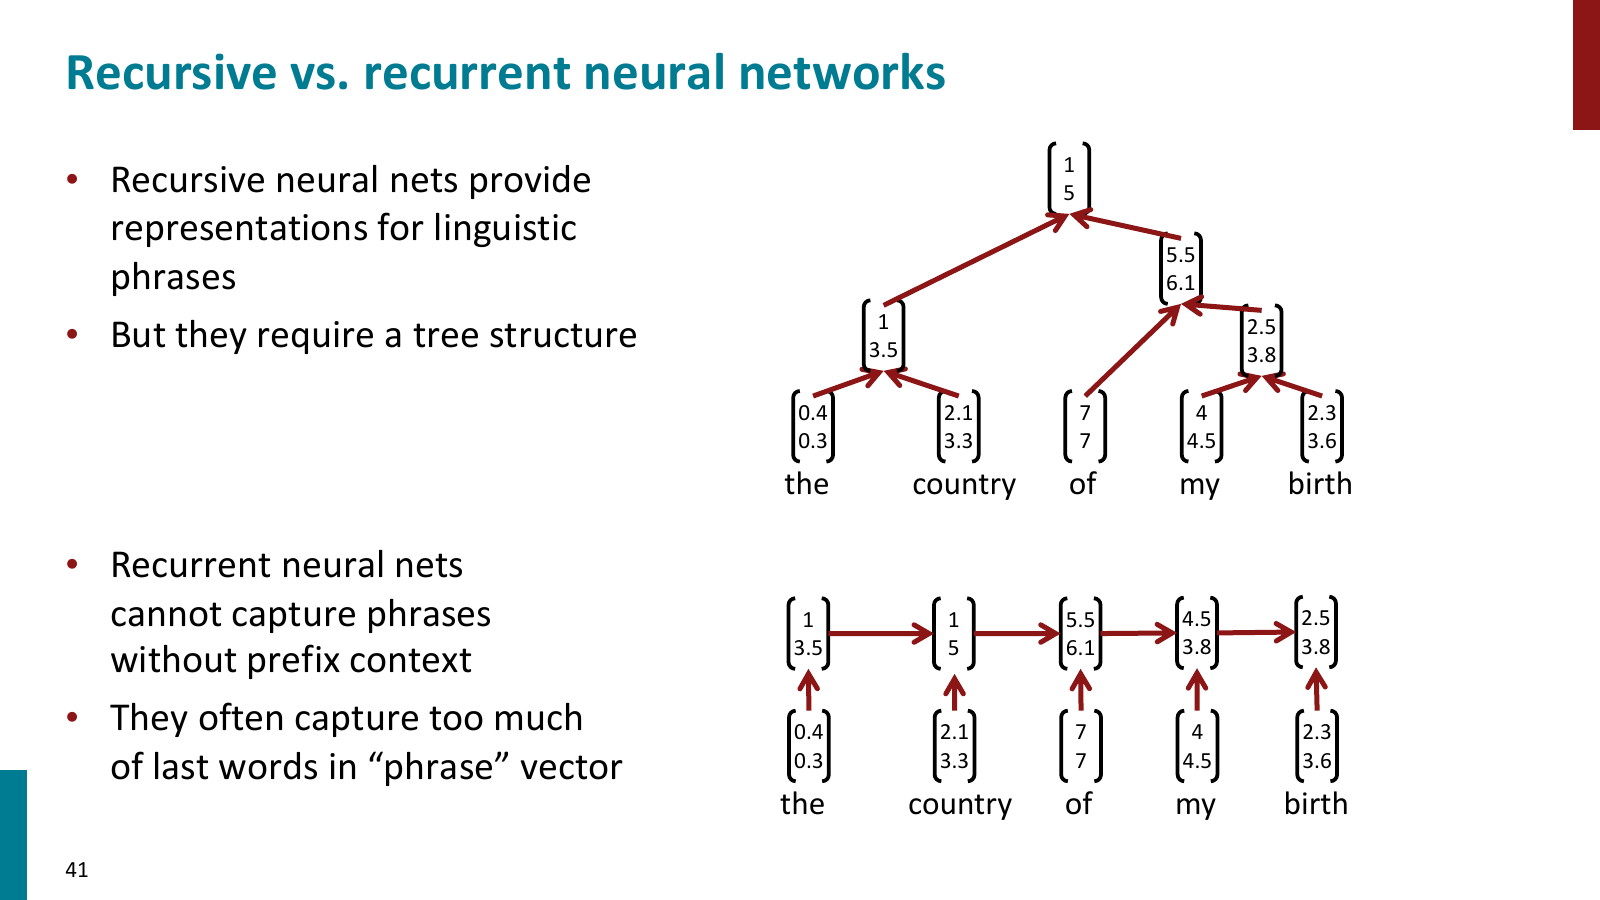 Recursive vs. recurrent neural networks
• Recursive neural nets provide
representations for linguistic
phrases
• But they require a tree structure
1
5
5.5
6.1
1
3.5
2.5
3.8
0.4 2.1 7 4 2.3
0.3 3.3 7 4.5 3.6
the country of my birth
• Recurrent neural nets
cannot capture phrases
without prefix context
• They often capture too much
of last words in “phrase” vector
1 1 5.5 4.5 2.5
3.5 5 6.1 3.8 3.8
0.4 2.1 7 4 2.3
0.3 3.3 7 4.5 3.6
the country of my birth
41